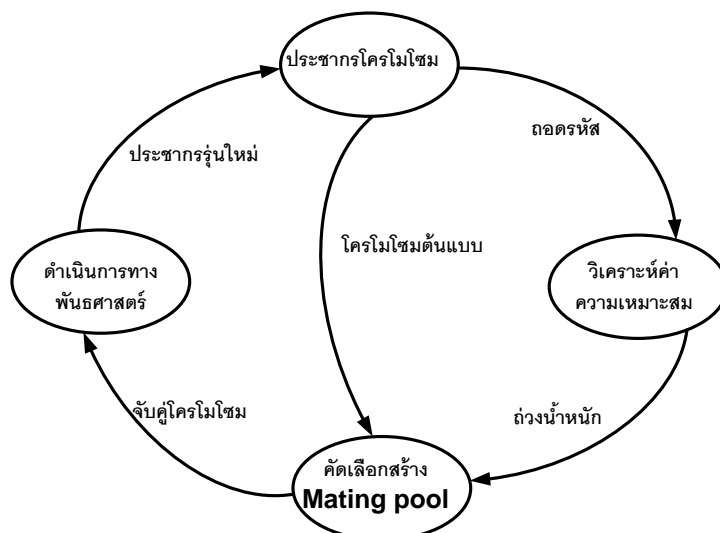 ประชากรโครโมโซม
ถอดรหัส
ประชากรรุ่นใหม่
โครโมโซมต้นแบบ
ดำเนินการทาง
พันธศาสตร์
วิเคราะห์ค่า
ความเหมาะสม
จับคู่โครโมโซม
ถ่วงน้ำหนัก
คัดเลือกสร้าง
Mating pool